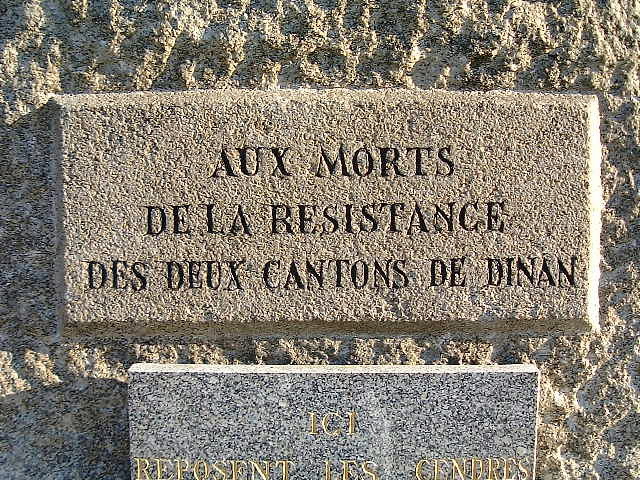 AUX MORTS
DE LA RESISTANCE
DES DEUX CANTONS DE DINAN
ICI
REPOSENT LES CENDRES